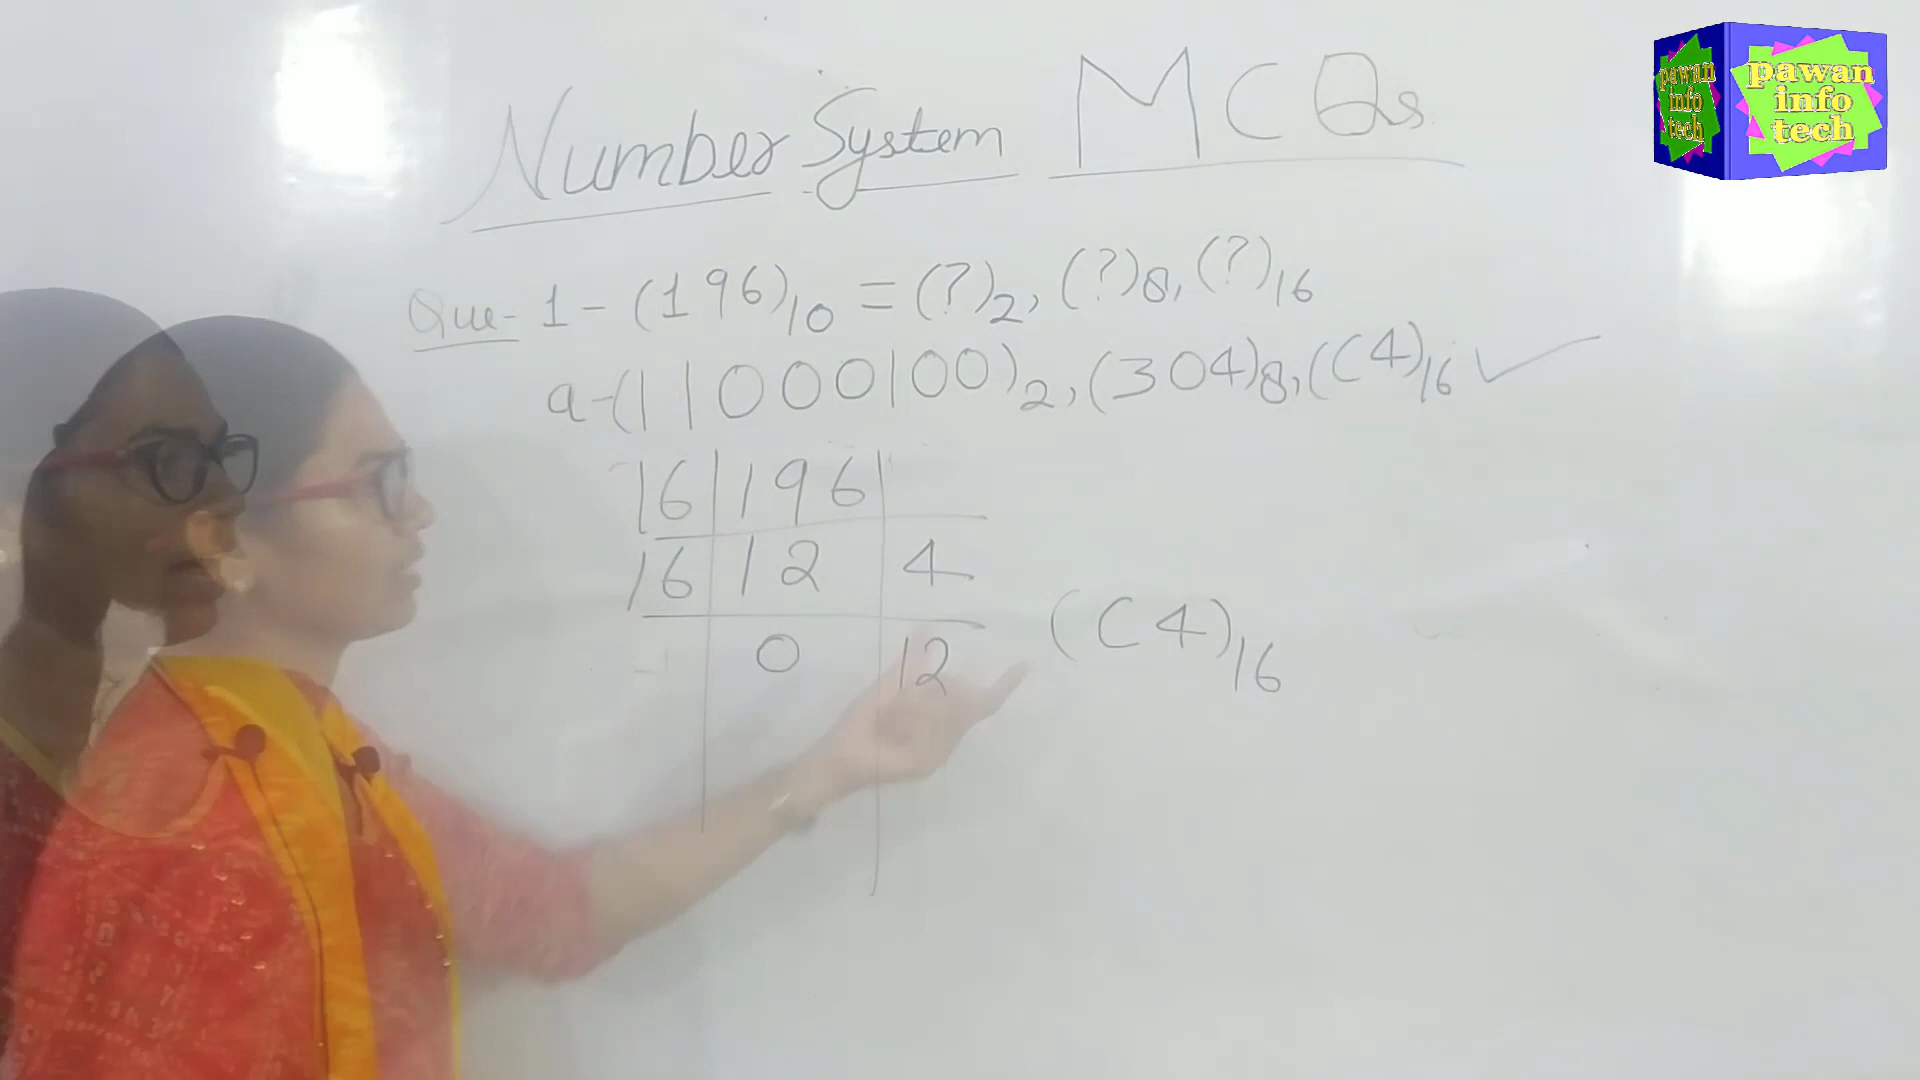 Number System MCQs
Que- 1 - (196)10 = (?)2, (?)8, (?)16
a-(11000100)2, (304)8, (C4)16 ✓
16 196
16 12 4
0 12
(C4)16
pawan info tech
pawan info tech